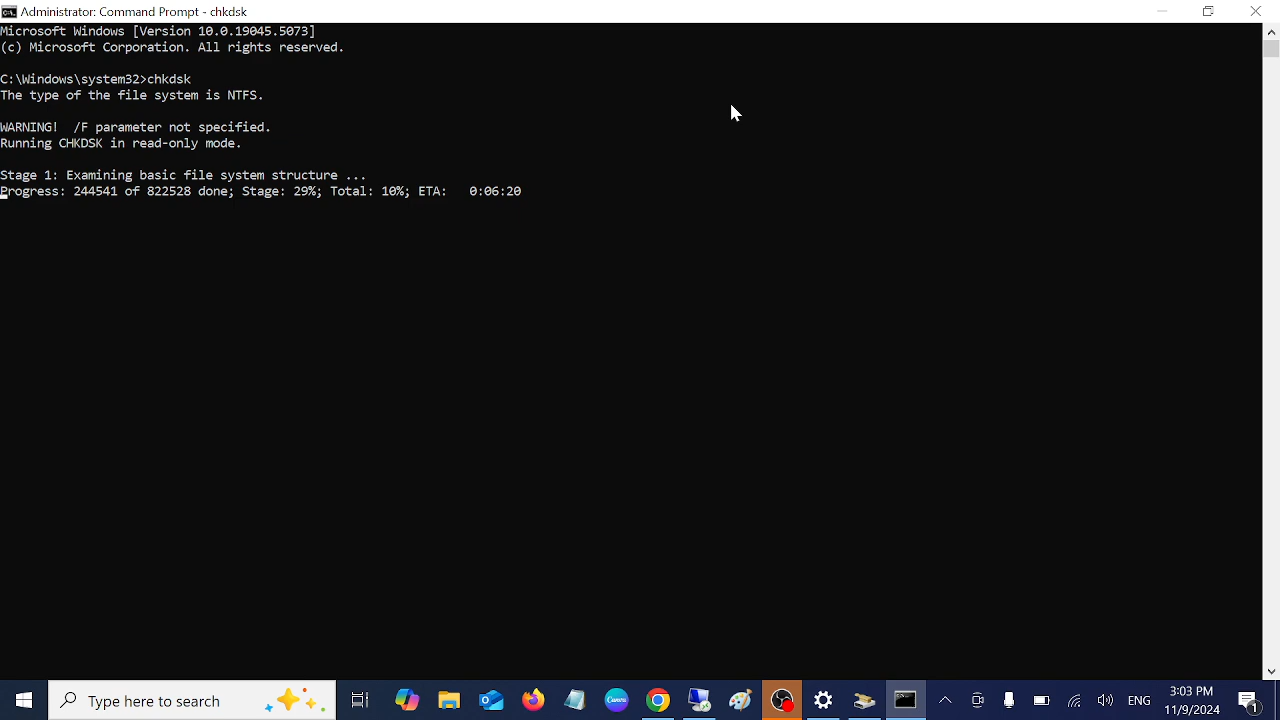 Administrator: Command Prompt - chkdsk
Microsoft Windows [Version 10.0.19045.5073]
(c) Microsoft Corporation. All rights reserved.
C:\Windows\system32>chkdsk
The type of the file system is NTFS.
WARNING!  /F parameter not specified.
Running CHKDSK in read-only mode.
Stage 1: Examining basic file system structure ...
Progress: 244541 of 822528 done; Stage: 29%; Total: 10%; ETA:   0:06:20
Type here to search
Canva
ENG
3:03 PM
11/9/2024
1